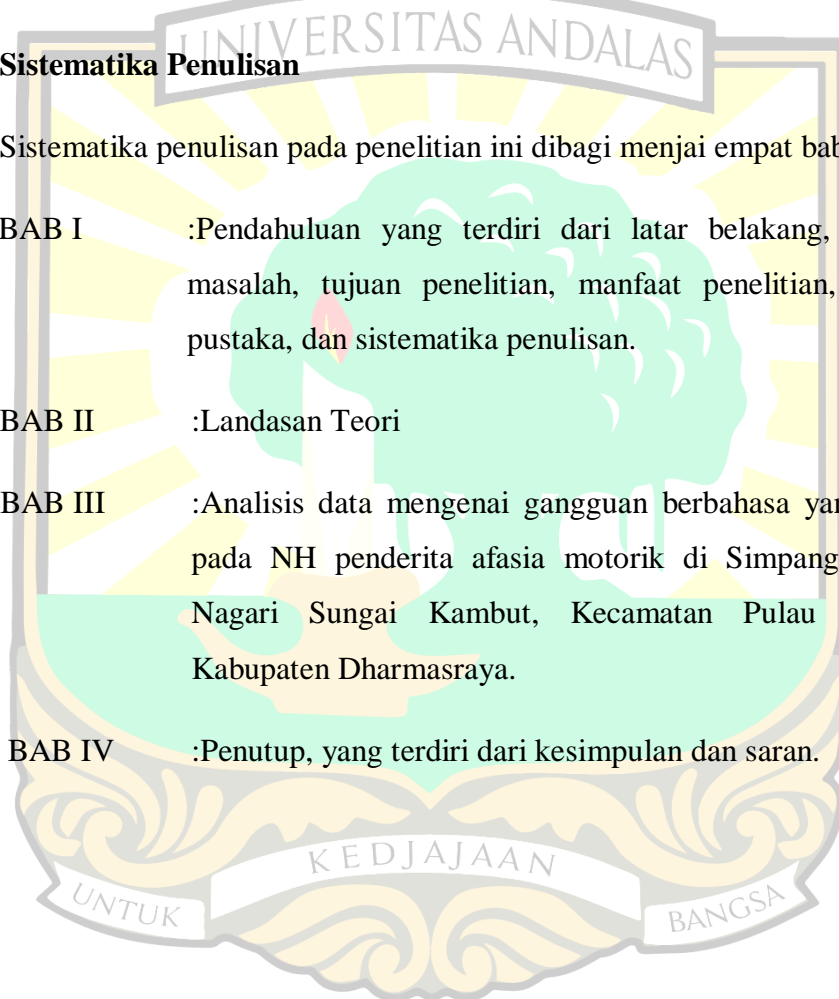 UNIVERSITAS ANDALAS
Sistematika Penulisan
Sistematika penulisan pada penelitian ini dibagi menjai empat bab
BAB I :Pendahuluan yang terdiri dari latar belakang,
masalah, tujuan penelitian, manfaat penelitian,
pustaka, dan sistematika penulisan.
BAB II :Landasan Teori
BAB III :Analisis data mengenai gangguan berbahasa
pada NH penderita afasia motorik di Simpang
Nagari Sungai Kambut, Kecamatan Pulau
Kabupaten Dharmasraya.
BAB IV :Penutup, yang terdiri dari kesimpulan dan saran.
UNTUK KEDJAJAAN BANGSA